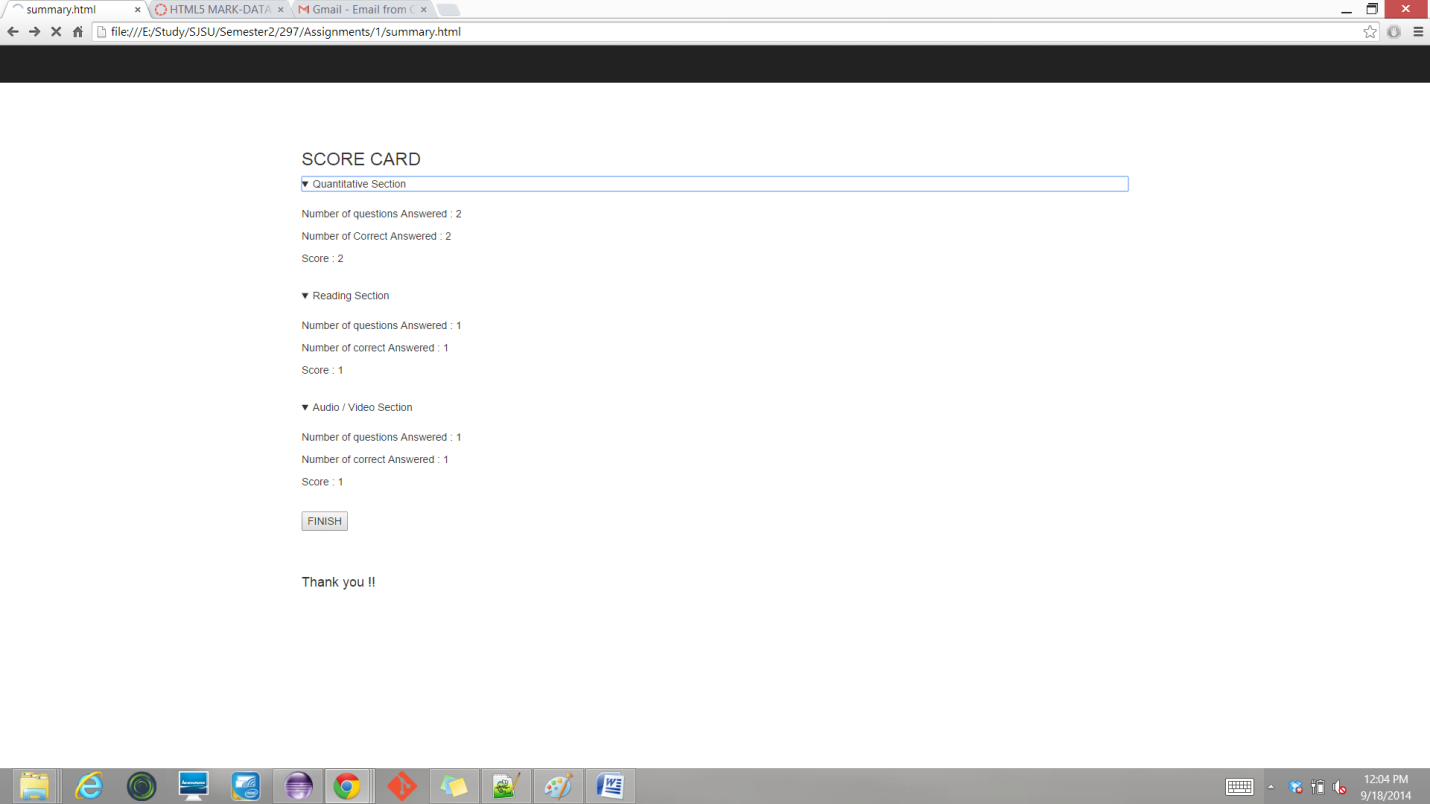 summary.html
HTML5 MARK-DATA
Gmail - Email from
file:///E:/Study/SJSU/Semester2/297/Assignments/1/summary.html
SCORE CARD
▼ Quantitative Section
Number of questions Answered : 2
Number of Correct Answered : 2
Score : 2
▼ Reading Section
Number of questions Answered : 1
Number of correct Answered : 1
Score : 1
▼ Audio / Video Section
Number of questions Answered : 1
Number of correct Answered : 1
Score : 1
FINISH
Thank you !!
12:04 PM
9/18/2014